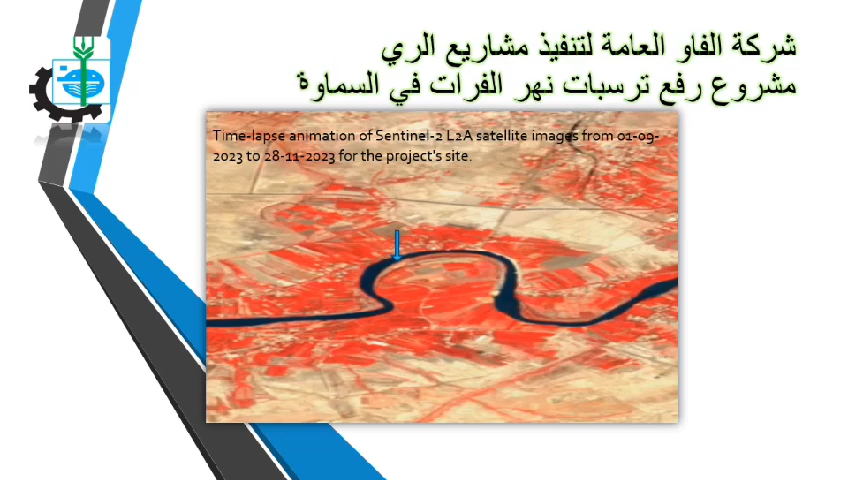 شركة الفاو العامة لتنفيذ مشاريع الري
مشروع رفع ترسبات نهر الفرات في السماوة
Time-lapse animation of Sentinel-2 L2A satellite images from 01-09-
2023 to 28-11-2023 for the project's site.